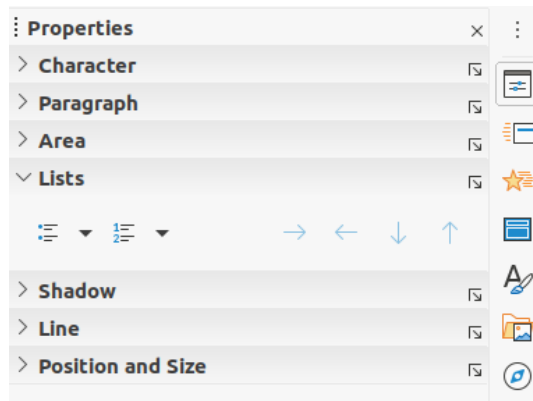 Properties
Character
Paragraph
Area
Lists
Shadow
Line
Position and Size